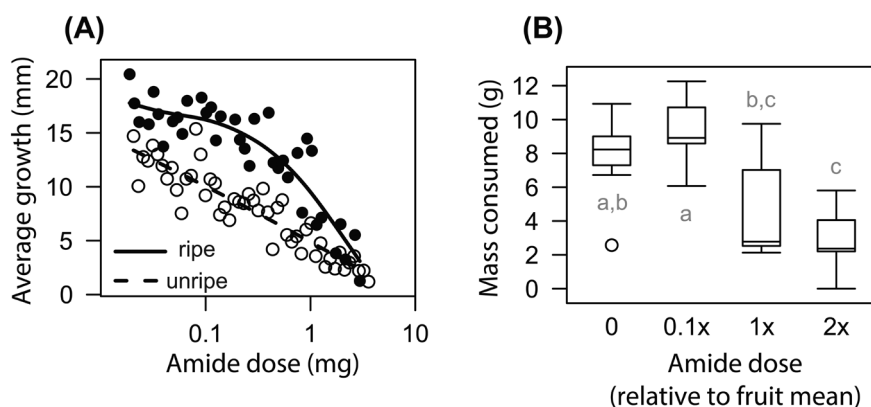 (A)
Average growth (mm)
20
15
10
5
0
ripe
unripe
0.1
1
10
Amide dose (mg)
(B)
Mass consumed (g)
12
10
8
6
4
2
0
a,b
a
b,c
c
0
0.1x
1x
2x
Amide dose
(relative to fruit mean)